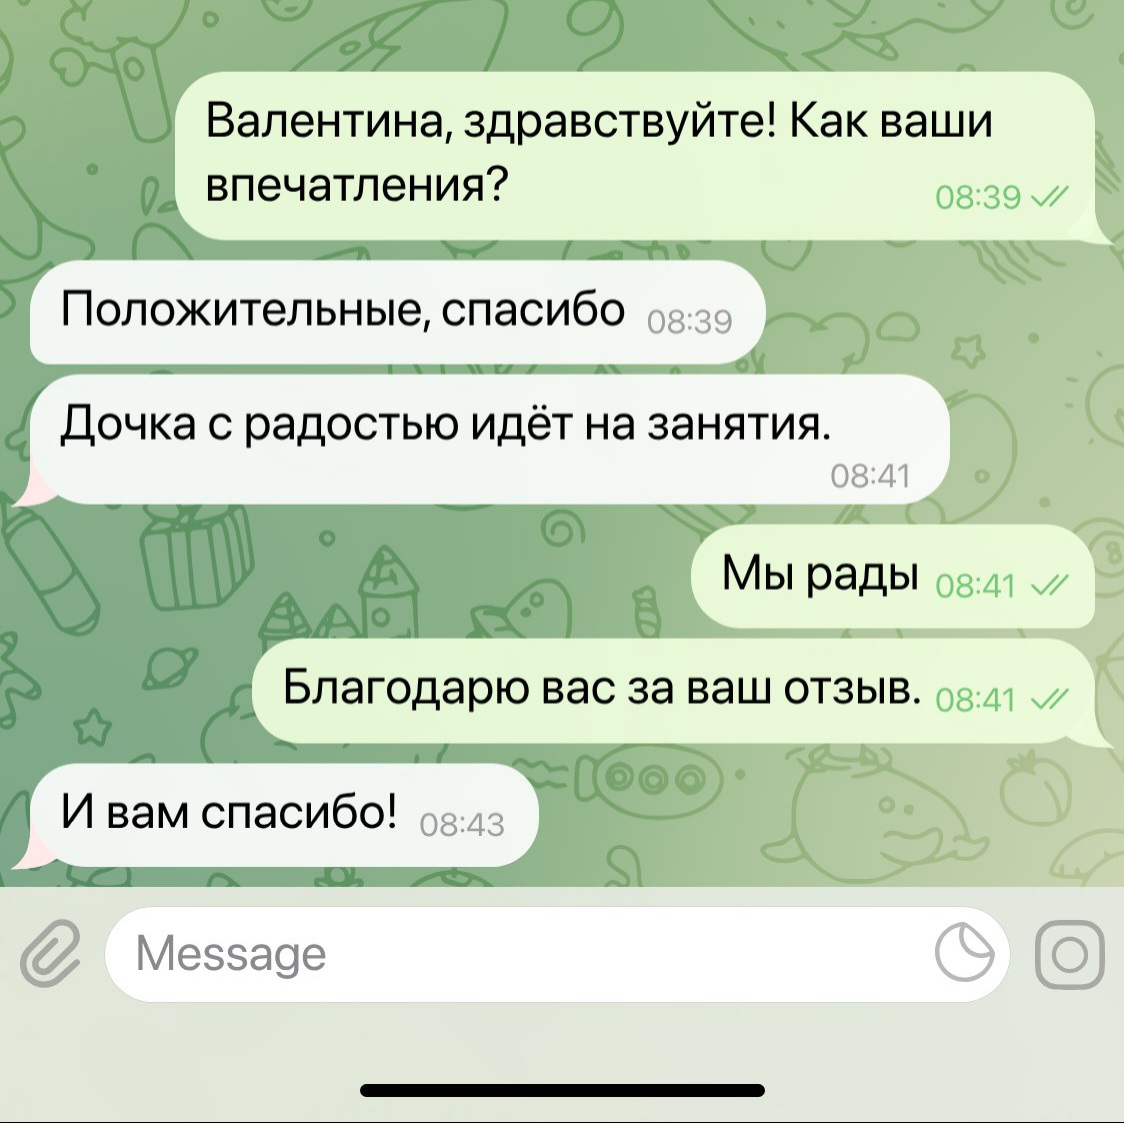 Валентина, здравствуйте! Как ваши
впечатления?
08:39
Положительные, спасибо 08:39
Дочка с радостью идёт на занятия.
08:41
Мы рады 08:41
Благодарю вас за ваш отзыв. 08:41
И вам спасибо! 08:43
Message